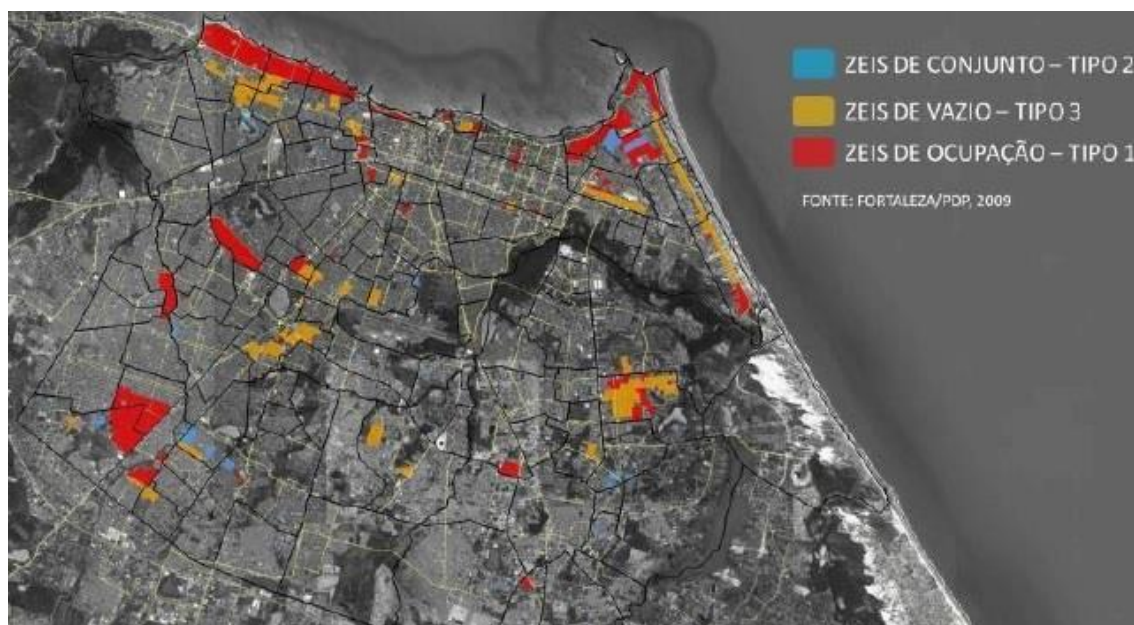 ZEIS DE CONJUNTO – TIPO 2
ZEIS DE VAZIO – TIPO 3
ZEIS DE OCUPAÇÃO – TIPO 1
FONTE: FORTALEZA/PDP, 2009